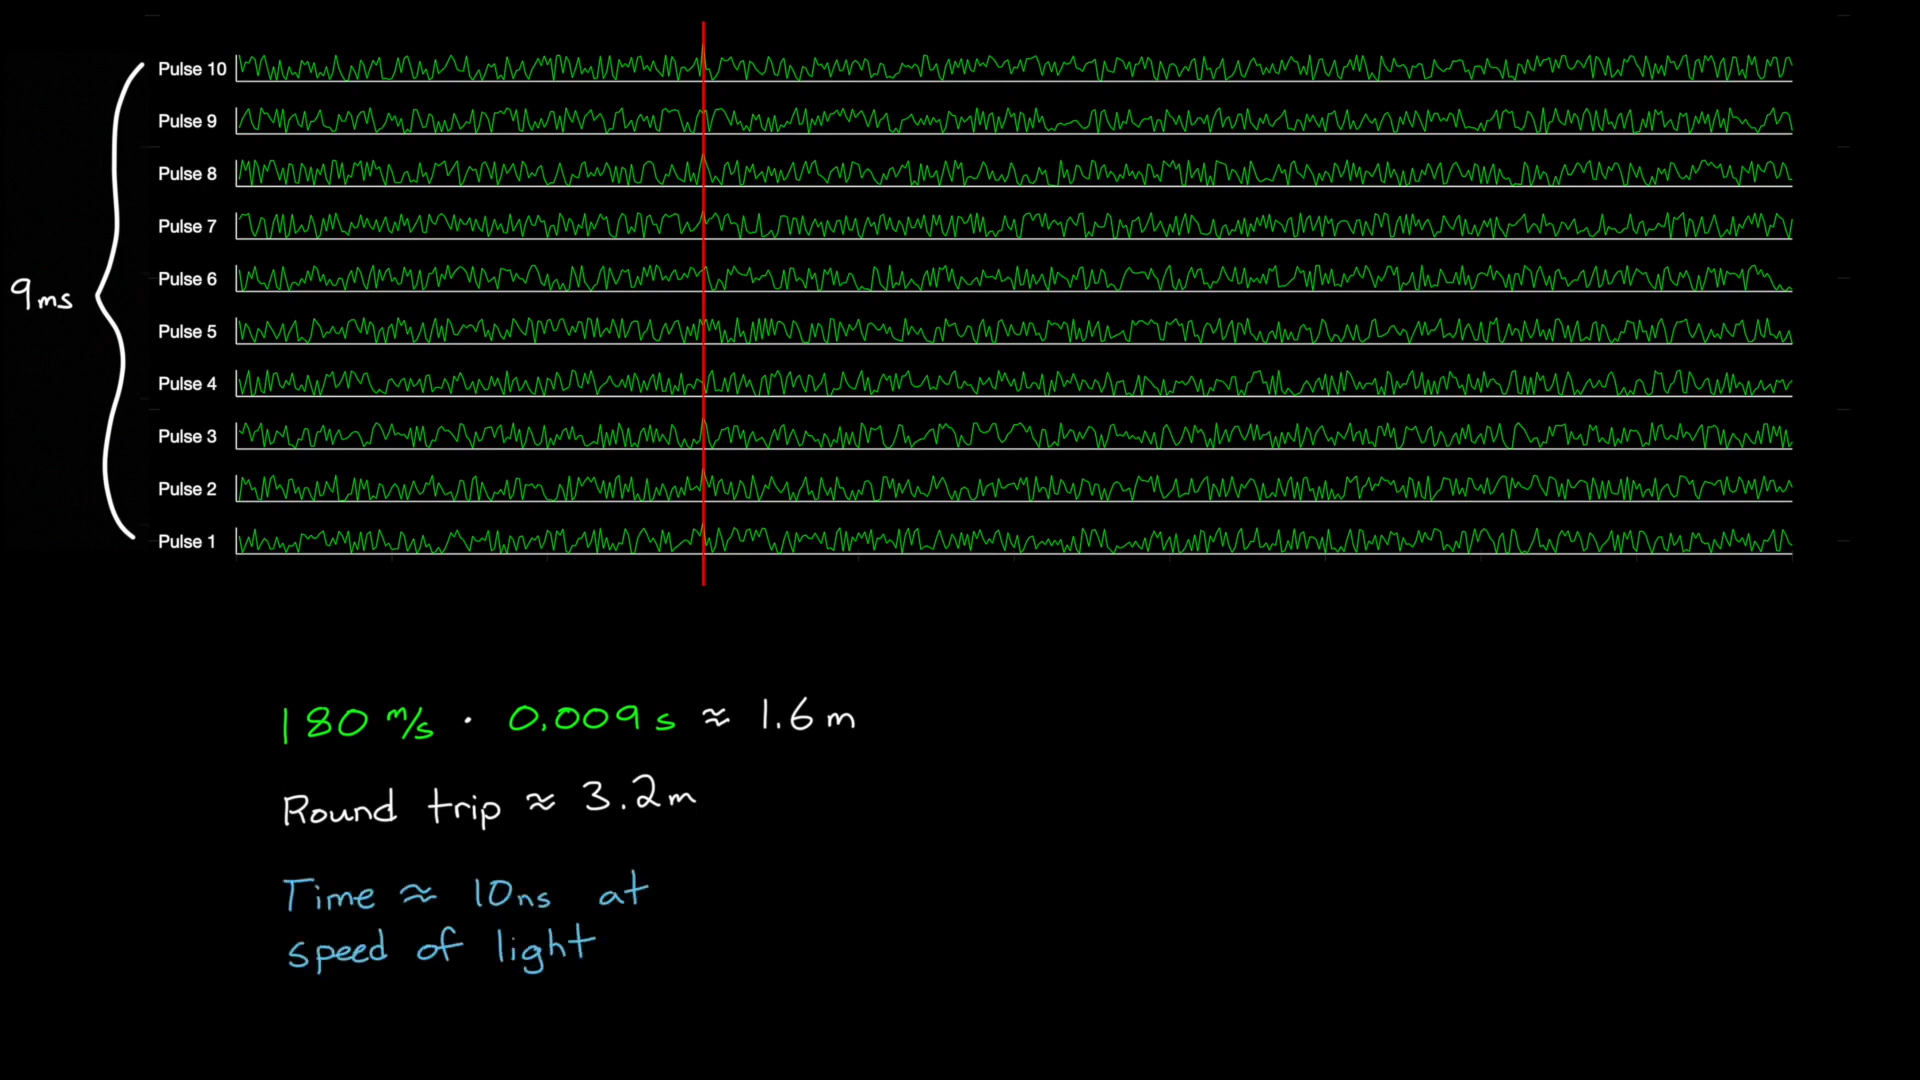 Pulse 10
Pulse 9
Pulse 8
Pulse 7
Pulse 6
9ms
Pulse 5
Pulse 4
Pulse 3
Pulse 2
Pulse 1
180 m/s · 0.009 s ≈ 1.6 m
Round trip ≈ 3.2m
Time ≈ 10ns at
speed of light